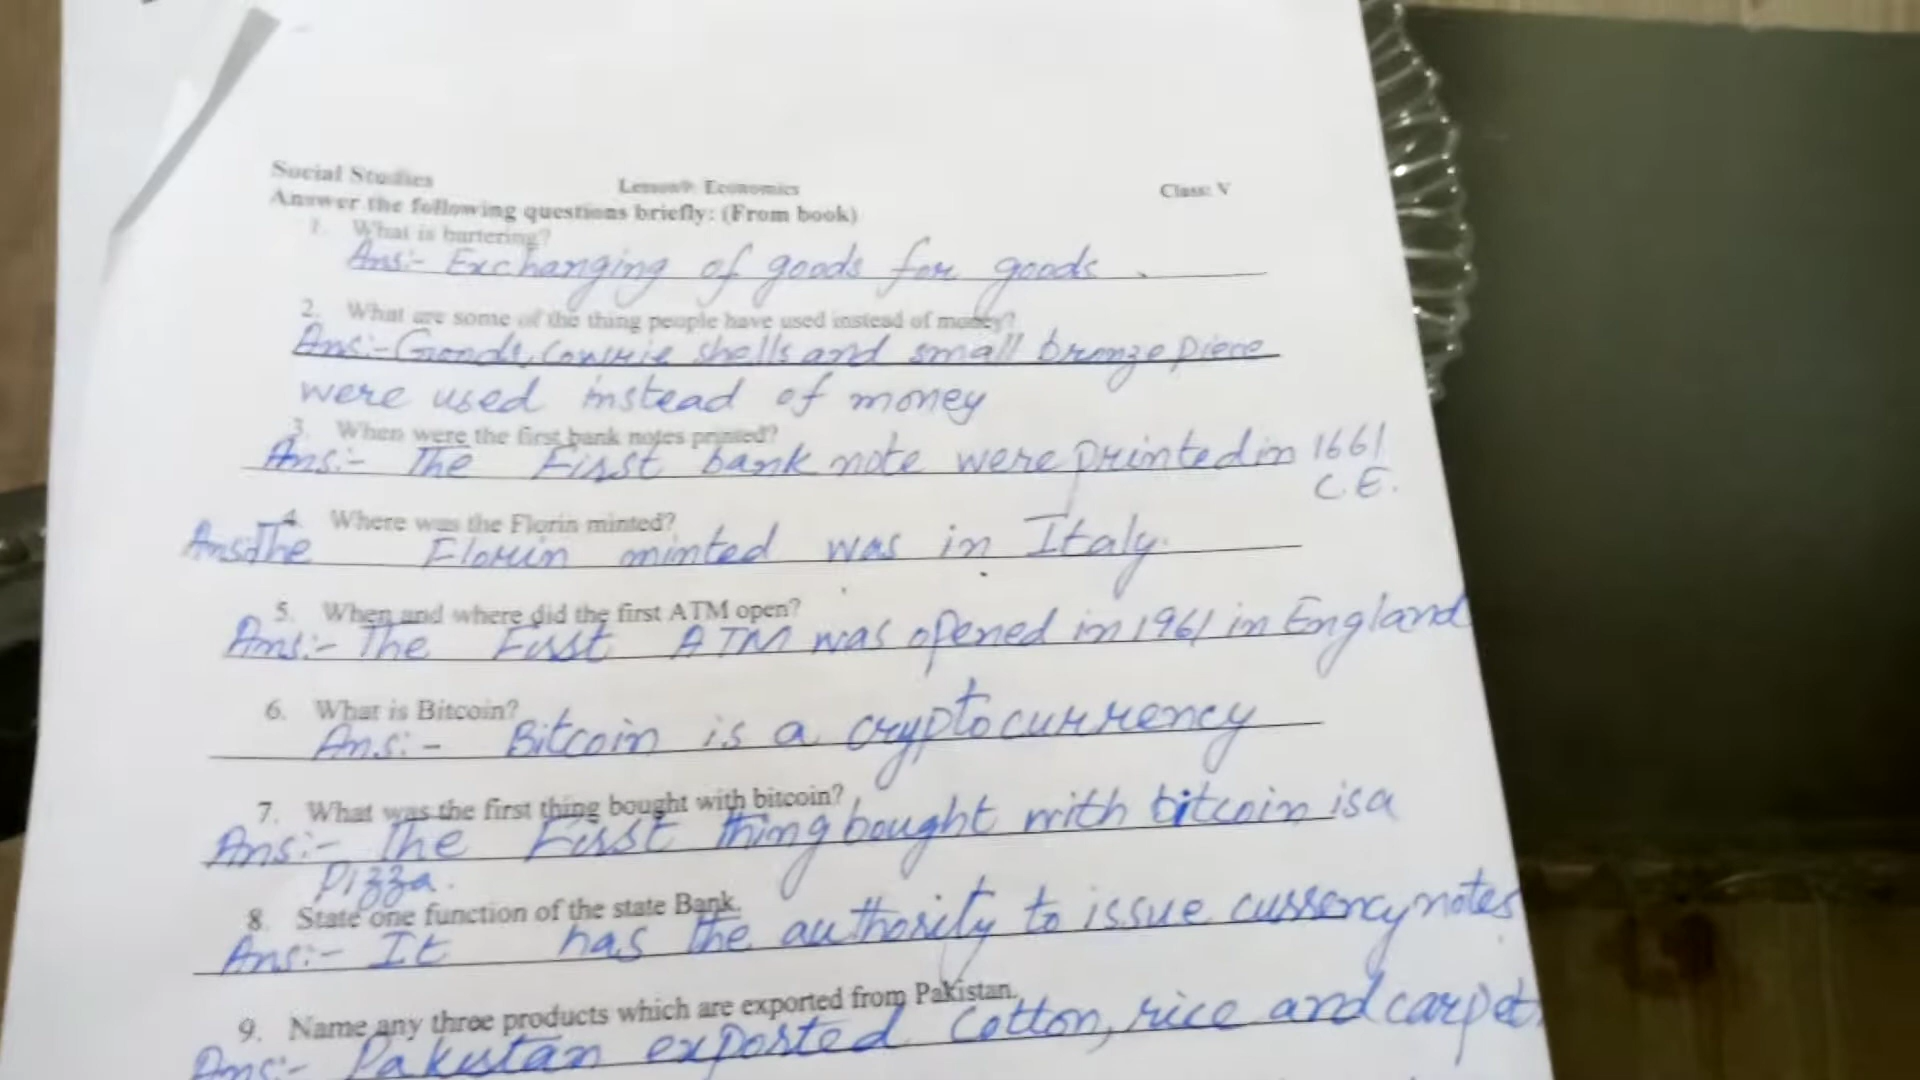 Social Studies Lesson9: Economics Class: V
Answer the following questions briefly: (From book)
1. What is bartering?
Ans:- Exchanging of goods for goods.
2. What are some of the thing people have used instead of money?
Ans:- Goods, Cowrie shells and small bronze piece
were used instead of money
3. When were the first bank notes printed?
Ans:- The First bank note were printed in 1661
C.E.
4. Where was the Florin minted?
Ans The Florin minted was in Italy.
5. When and where did the first ATM open?
Ans:- The First ATM was opened in 1961 in England
6. What is Bitcoin?
Ans:- Bitcoin is a cryptocurrency
7. What was the first thing bought with bitcoin?
Ans:- The First thing bought with bitcoin is a
Pizza.
8. State one function of the state Bank.
Ans:- It has the authority to issue currency notes
9. Name any three products which are exported from Pakistan.
Ans:- Pakistan exported Cotton, rice and carpet.